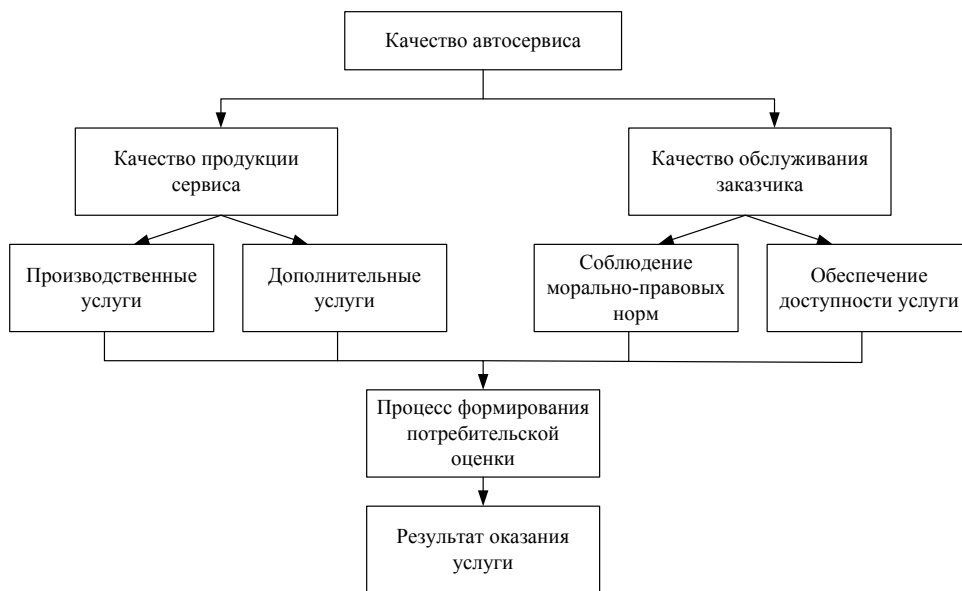 Качество автосервиса
Качество продукции
сервиса
Качество обслуживания
заказчика
Производственные
услуги
Дополнительные
услуги
Соблюдение
морально-правовых
норм
Обеспечение
доступности услуги
Процесс формирования
потребительской
оценки
Результат оказания
услуги